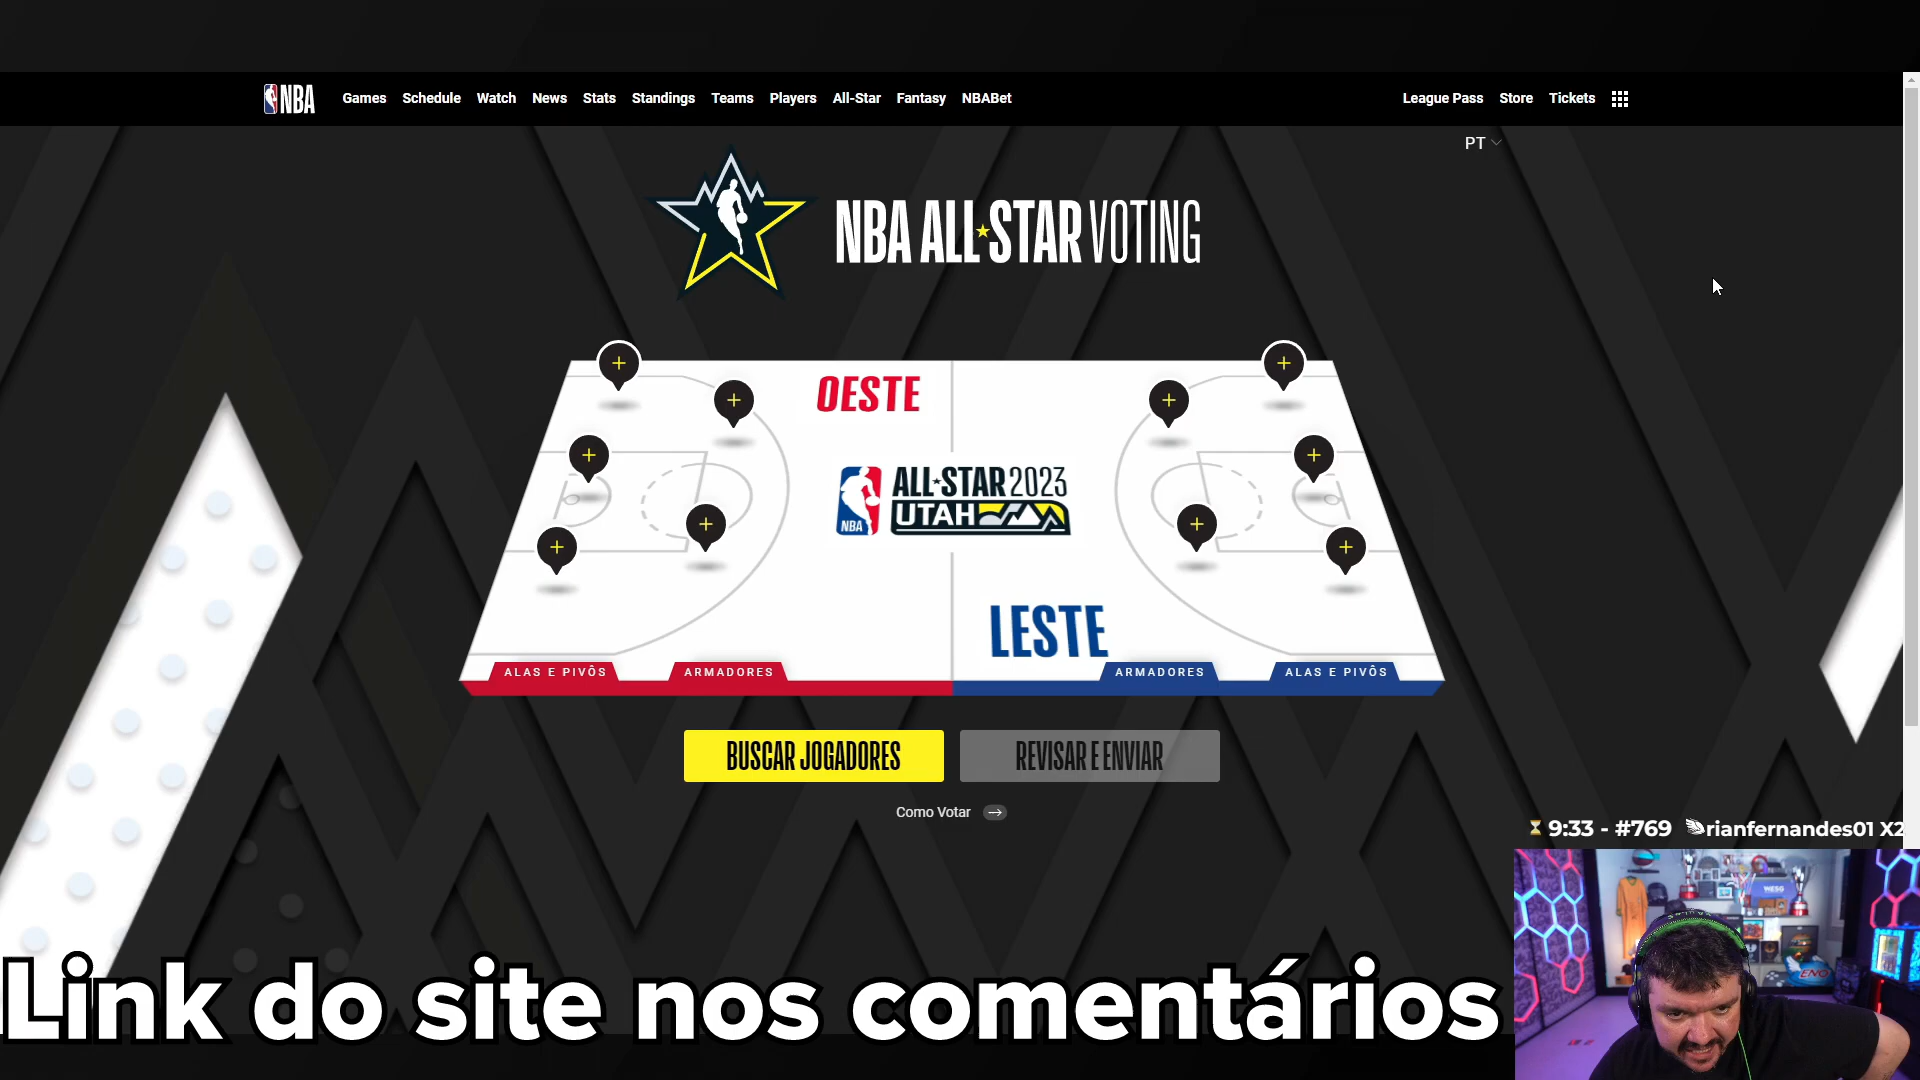 NBA Games Schedule Watch News Stats Standings Teams Players All-Star Fantasy NBABet League Pass Store Tickets
PT
NBA ALL★STAR VOTING
OESTE
NBA
ALL★STAR 2023
UTAH
LESTE
ALAS E PIVÔS ARMADORES ARMADORES ALAS E PIVÔS
BUSCAR JOGADORES REVISAR E ENVIAR
Como Votar →
⏳ 9:33 - #769 rianfernandes01 X2
WESG
Link do site nos comentários